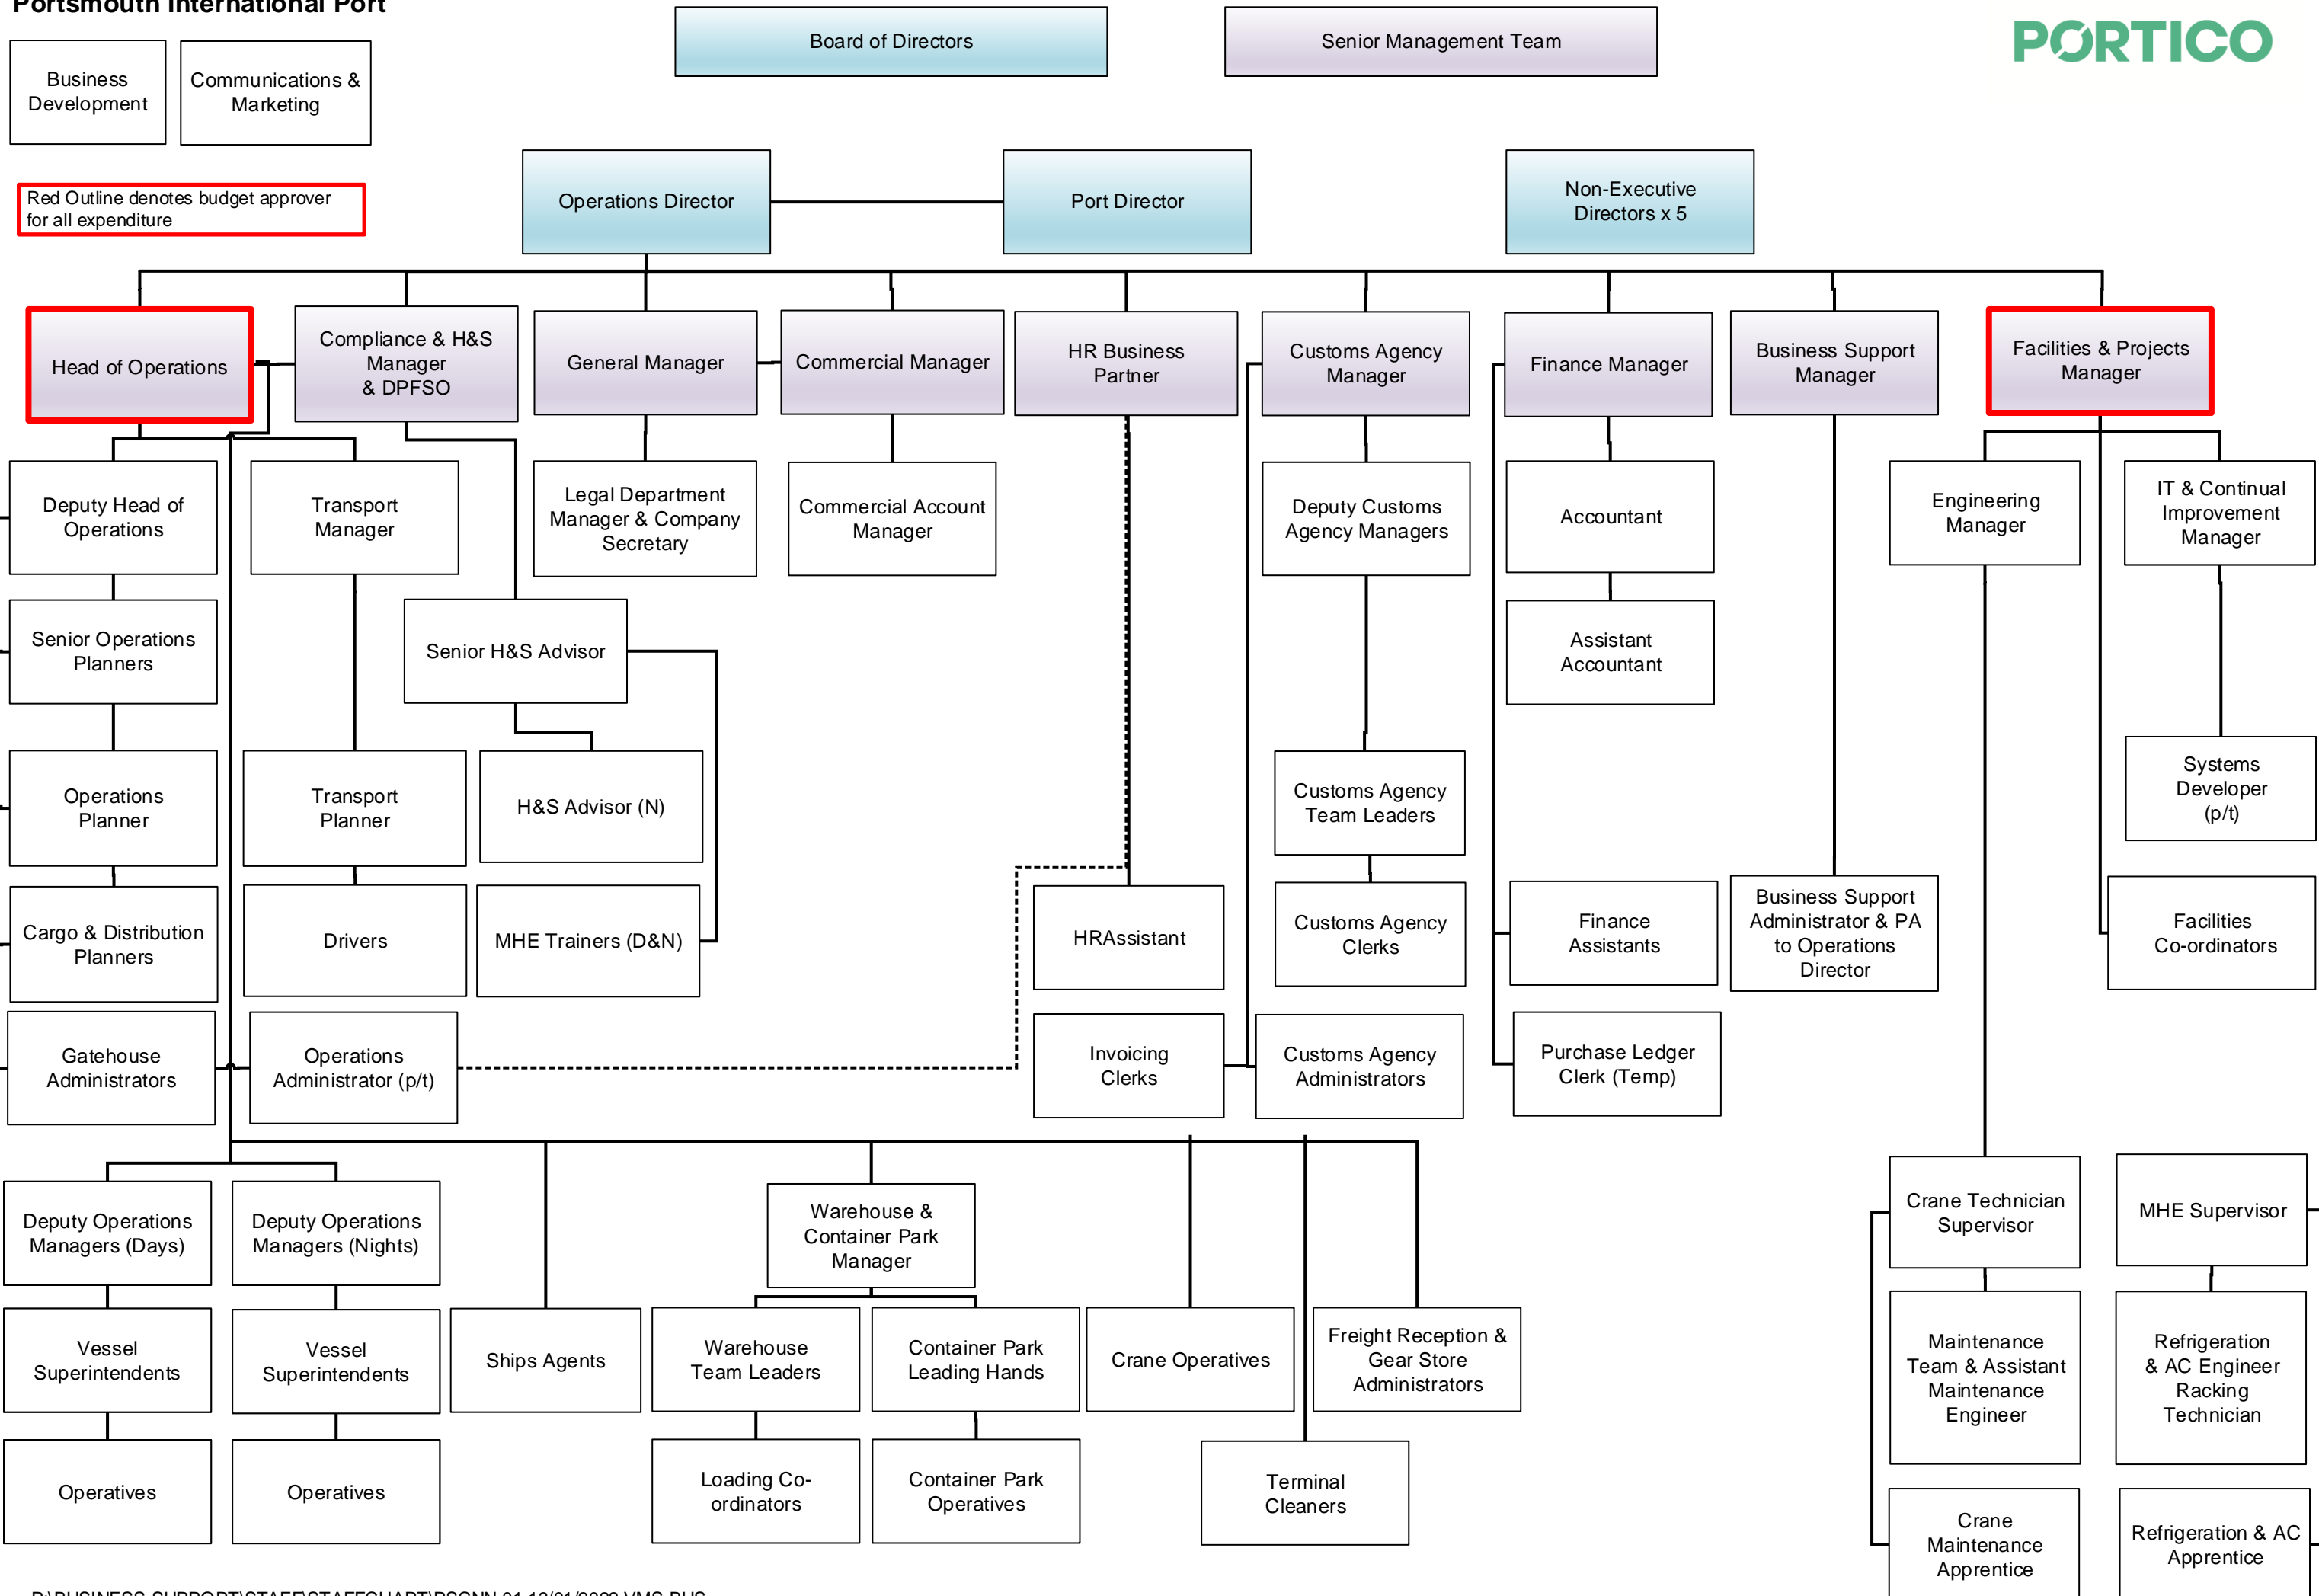 Portsmouth International Port
Board of Directors
Senior Management Team
PORTICO
Business
Development
Communications &
Marketing
Red Outline denotes budget approver
for all expenditure
Operations Director
Port Director
Non-Executive
Directors x 5
Head of Operations
Compliance & H&S
Manager
& DPFSO
General Manager
Commercial Manager
HR Business
Partner
Customs Agency
Manager
Finance Manager
Business Support
Manager
Facilities & Projects
Manager
Deputy Head of
Operations
Transport
Manager
Legal Department
Manager & Company
Secretary
Commercial Account
Manager
Deputy Customs
Agency Managers
Accountant
Engineering
Manager
IT & Continual
Improvement
Manager
Senior Operations
Planners
Senior H&S Advisor
Assistant
Accountant
Operations
Planner
Transport
Planner
H&S Advisor (N)
Customs Agency
Team Leaders
Systems
Developer
(p/t)
Cargo & Distribution
Planners
Drivers
MHE Trainers (D&N)
HRAssistant
Customs Agency
Clerks
Finance
Assistants
Business Support
Administrator & PA
to Operations
Director
Facilities
Co-ordinators
Gatehouse
Administrators
Operations
Administrator (p/t)
Invoicing
Clerks
Customs Agency
Administrators
Purchase Ledger
Clerk (Temp)
Deputy Operations
Managers (Days)
Deputy Operations
Managers (Nights)
Warehouse &
Container Park
Manager
Crane Technician
Supervisor
MHE Supervisor
Vessel
Superintendents
Vessel
Superintendents
Ships Agents
Warehouse
Team Leaders
Container Park
Leading Hands
Crane Operatives
Freight Reception &
Gear Store
Administrators
Maintenance
Team & Assistant
Maintenance
Engineer
Refrigeration
& AC Engineer
Racking
Technician
Operatives
Operatives
Loading Co-
ordinators
Container Park
Operatives
Terminal
Cleaners
Crane
Maintenance
Apprentice
Refrigeration & AC
Apprentice